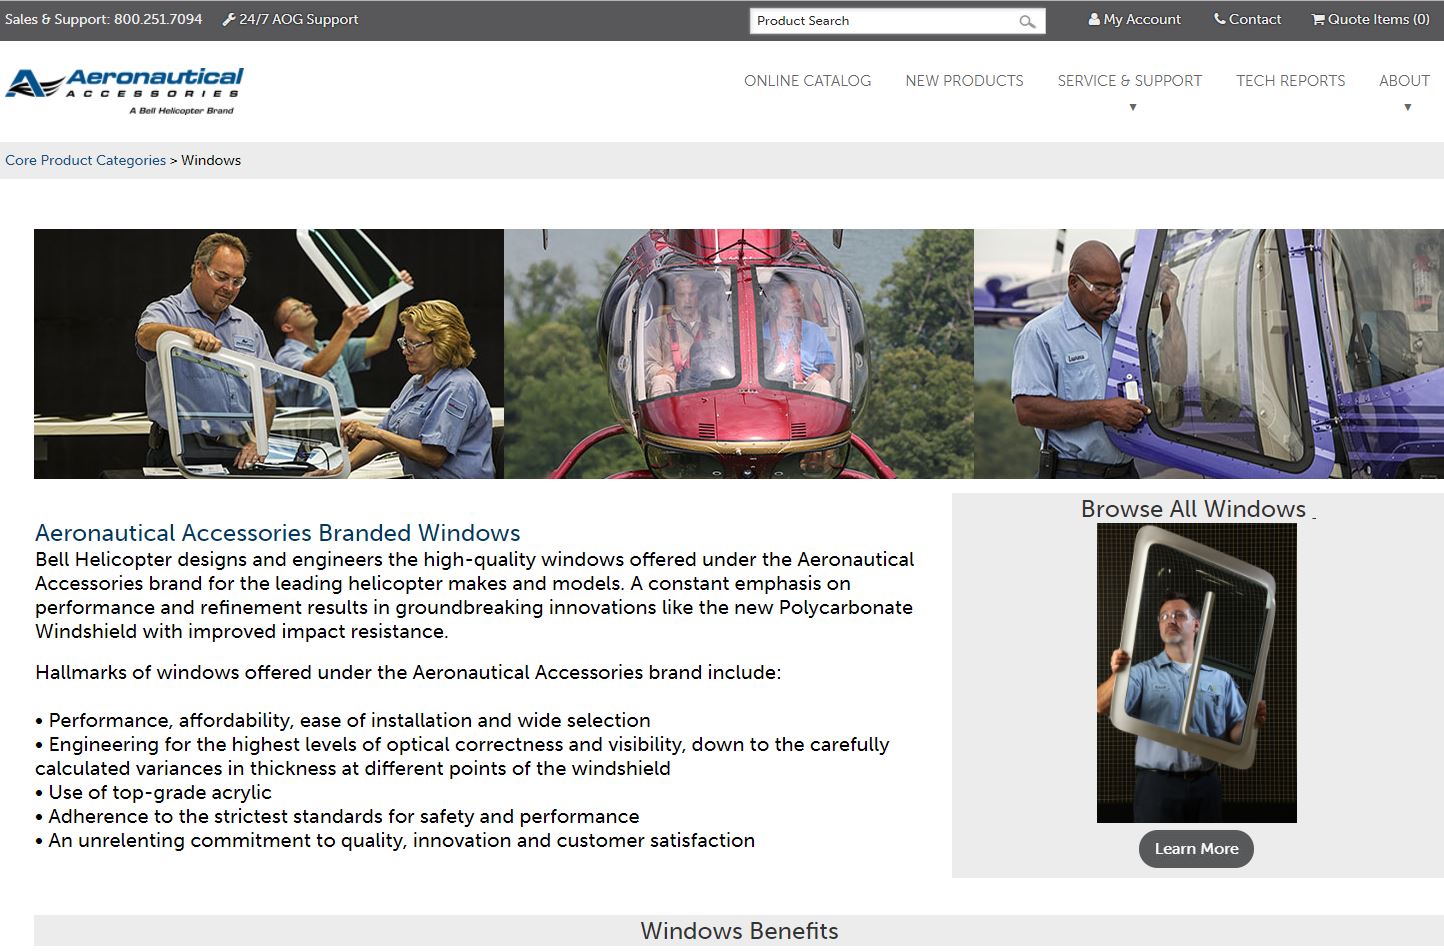 Sales & Support: 800.251.7094 24/7 AOG Support Product Search My Account Contact Quote Items (0)
Aeronautical
ACCESSORIES
A Bell Helicopter Brand
ONLINE CATALOG NEW PRODUCTS SERVICE & SUPPORT TECH REPORTS ABOUT
Core Product Categories > Windows
Aeronautical Accessories Branded Windows
Bell Helicopter designs and engineers the high-quality windows offered under the Aeronautical
Accessories brand for the leading helicopter makes and models. A constant emphasis on
performance and refinement results in groundbreaking innovations like the new Polycarbonate
Windshield with improved impact resistance.
Hallmarks of windows offered under the Aeronautical Accessories brand include:
• Performance, affordability, ease of installation and wide selection
• Engineering for the highest levels of optical correctness and visibility, down to the carefully
calculated variances in thickness at different points of the windshield
• Use of top-grade acrylic
• Adherence to the strictest standards for safety and performance
• An unrelenting commitment to quality, innovation and customer satisfaction
Browse All Windows
Learn More
Windows Benefits